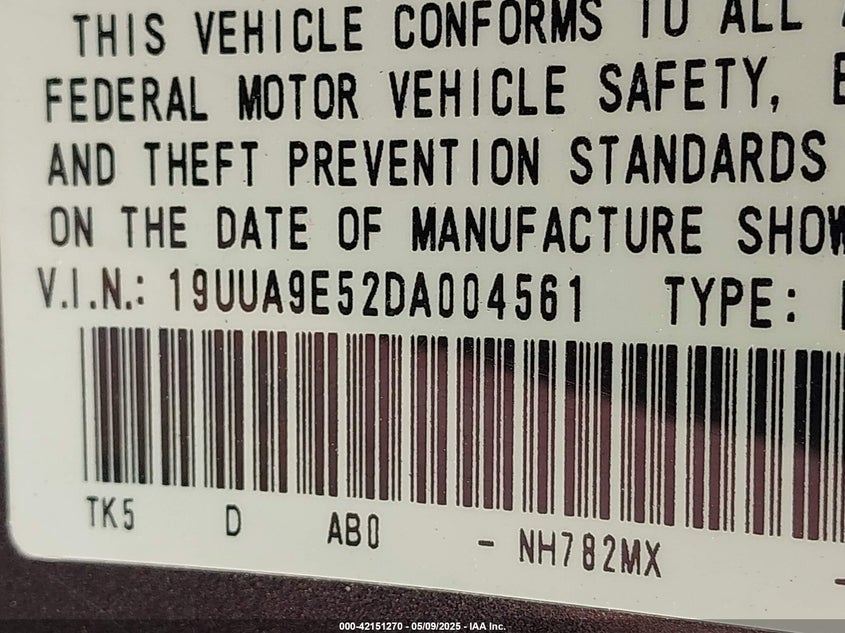 THIS VEHICLE CONFORMS TO ALL
FEDERAL MOTOR VEHICLE SAFETY,
AND THEFT PREVENTION STANDARDS
ON THE DATE OF MANUFACTURE SHOW
V.I.N.: 19UUA9E52DA004561 TYPE:
TK5 D AB0 - NH782MX -
000-42151270 - 05/09/2025 - IAA Inc.